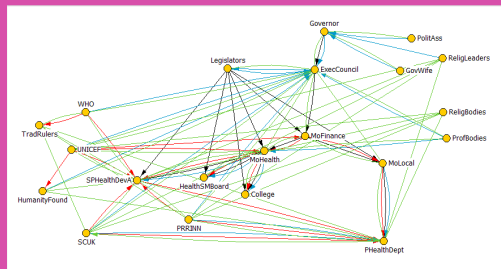 Governor
PolitAss
Legislators
ReligLeaders
ExecCouncil
GovWife
WHO
ReligBodies
TradRulers
MoFinance
ProfBodies
UNICEF
MoHealth
MoLocal
SPHealthDevA
HealthSMBoard
HumanityFound
College
PRRINN
SCUK
PHealthDept